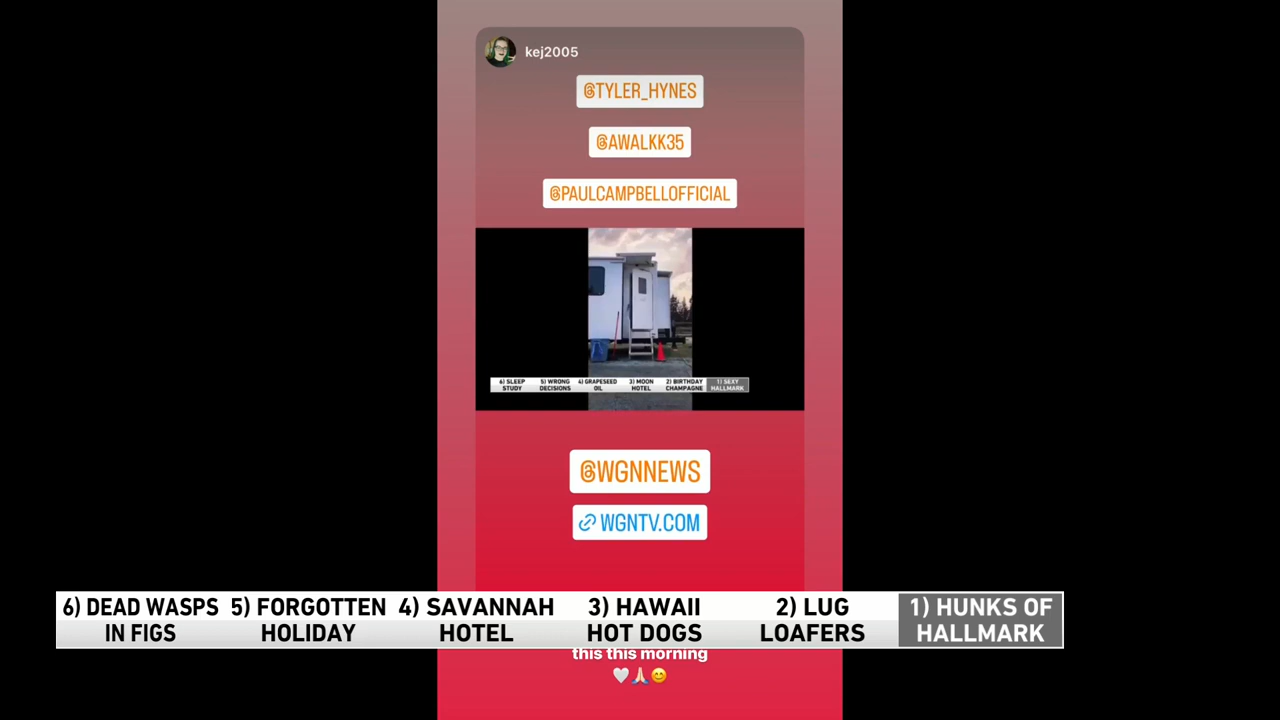 kej2005
@TYLER_HYNES
@AWALKK35
@PAULCAMPBELLOFFICIAL
6) SLEEP STUDY
5) WRONG DECISIONS
4) GRAPESEED OIL
3) MOON HOTEL
2) BIRTHDAY CHAMPAGNE
1) SEXY HALLMARK
@WGNNEWS
WGNTV.COM
6) DEAD WASPS
IN FIGS
5) FORGOTTEN
HOLIDAY
4) SAVANNAH
HOTEL
3) HAWAII
HOT DOGS
2) LUG
LOAFERS
1) HUNKS OF
HALLMARK
this this morning
🤍🙏🏻😊